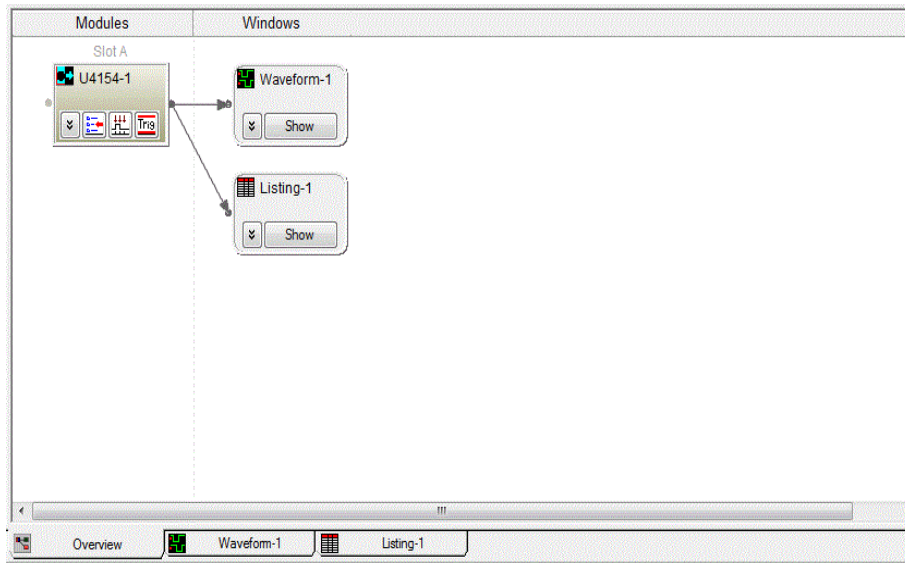 Modules Windows
Slot A
U4154-1
Waveform-1
Trig
Show
Listing-1
Show
Overview Waveform-1 Listing-1